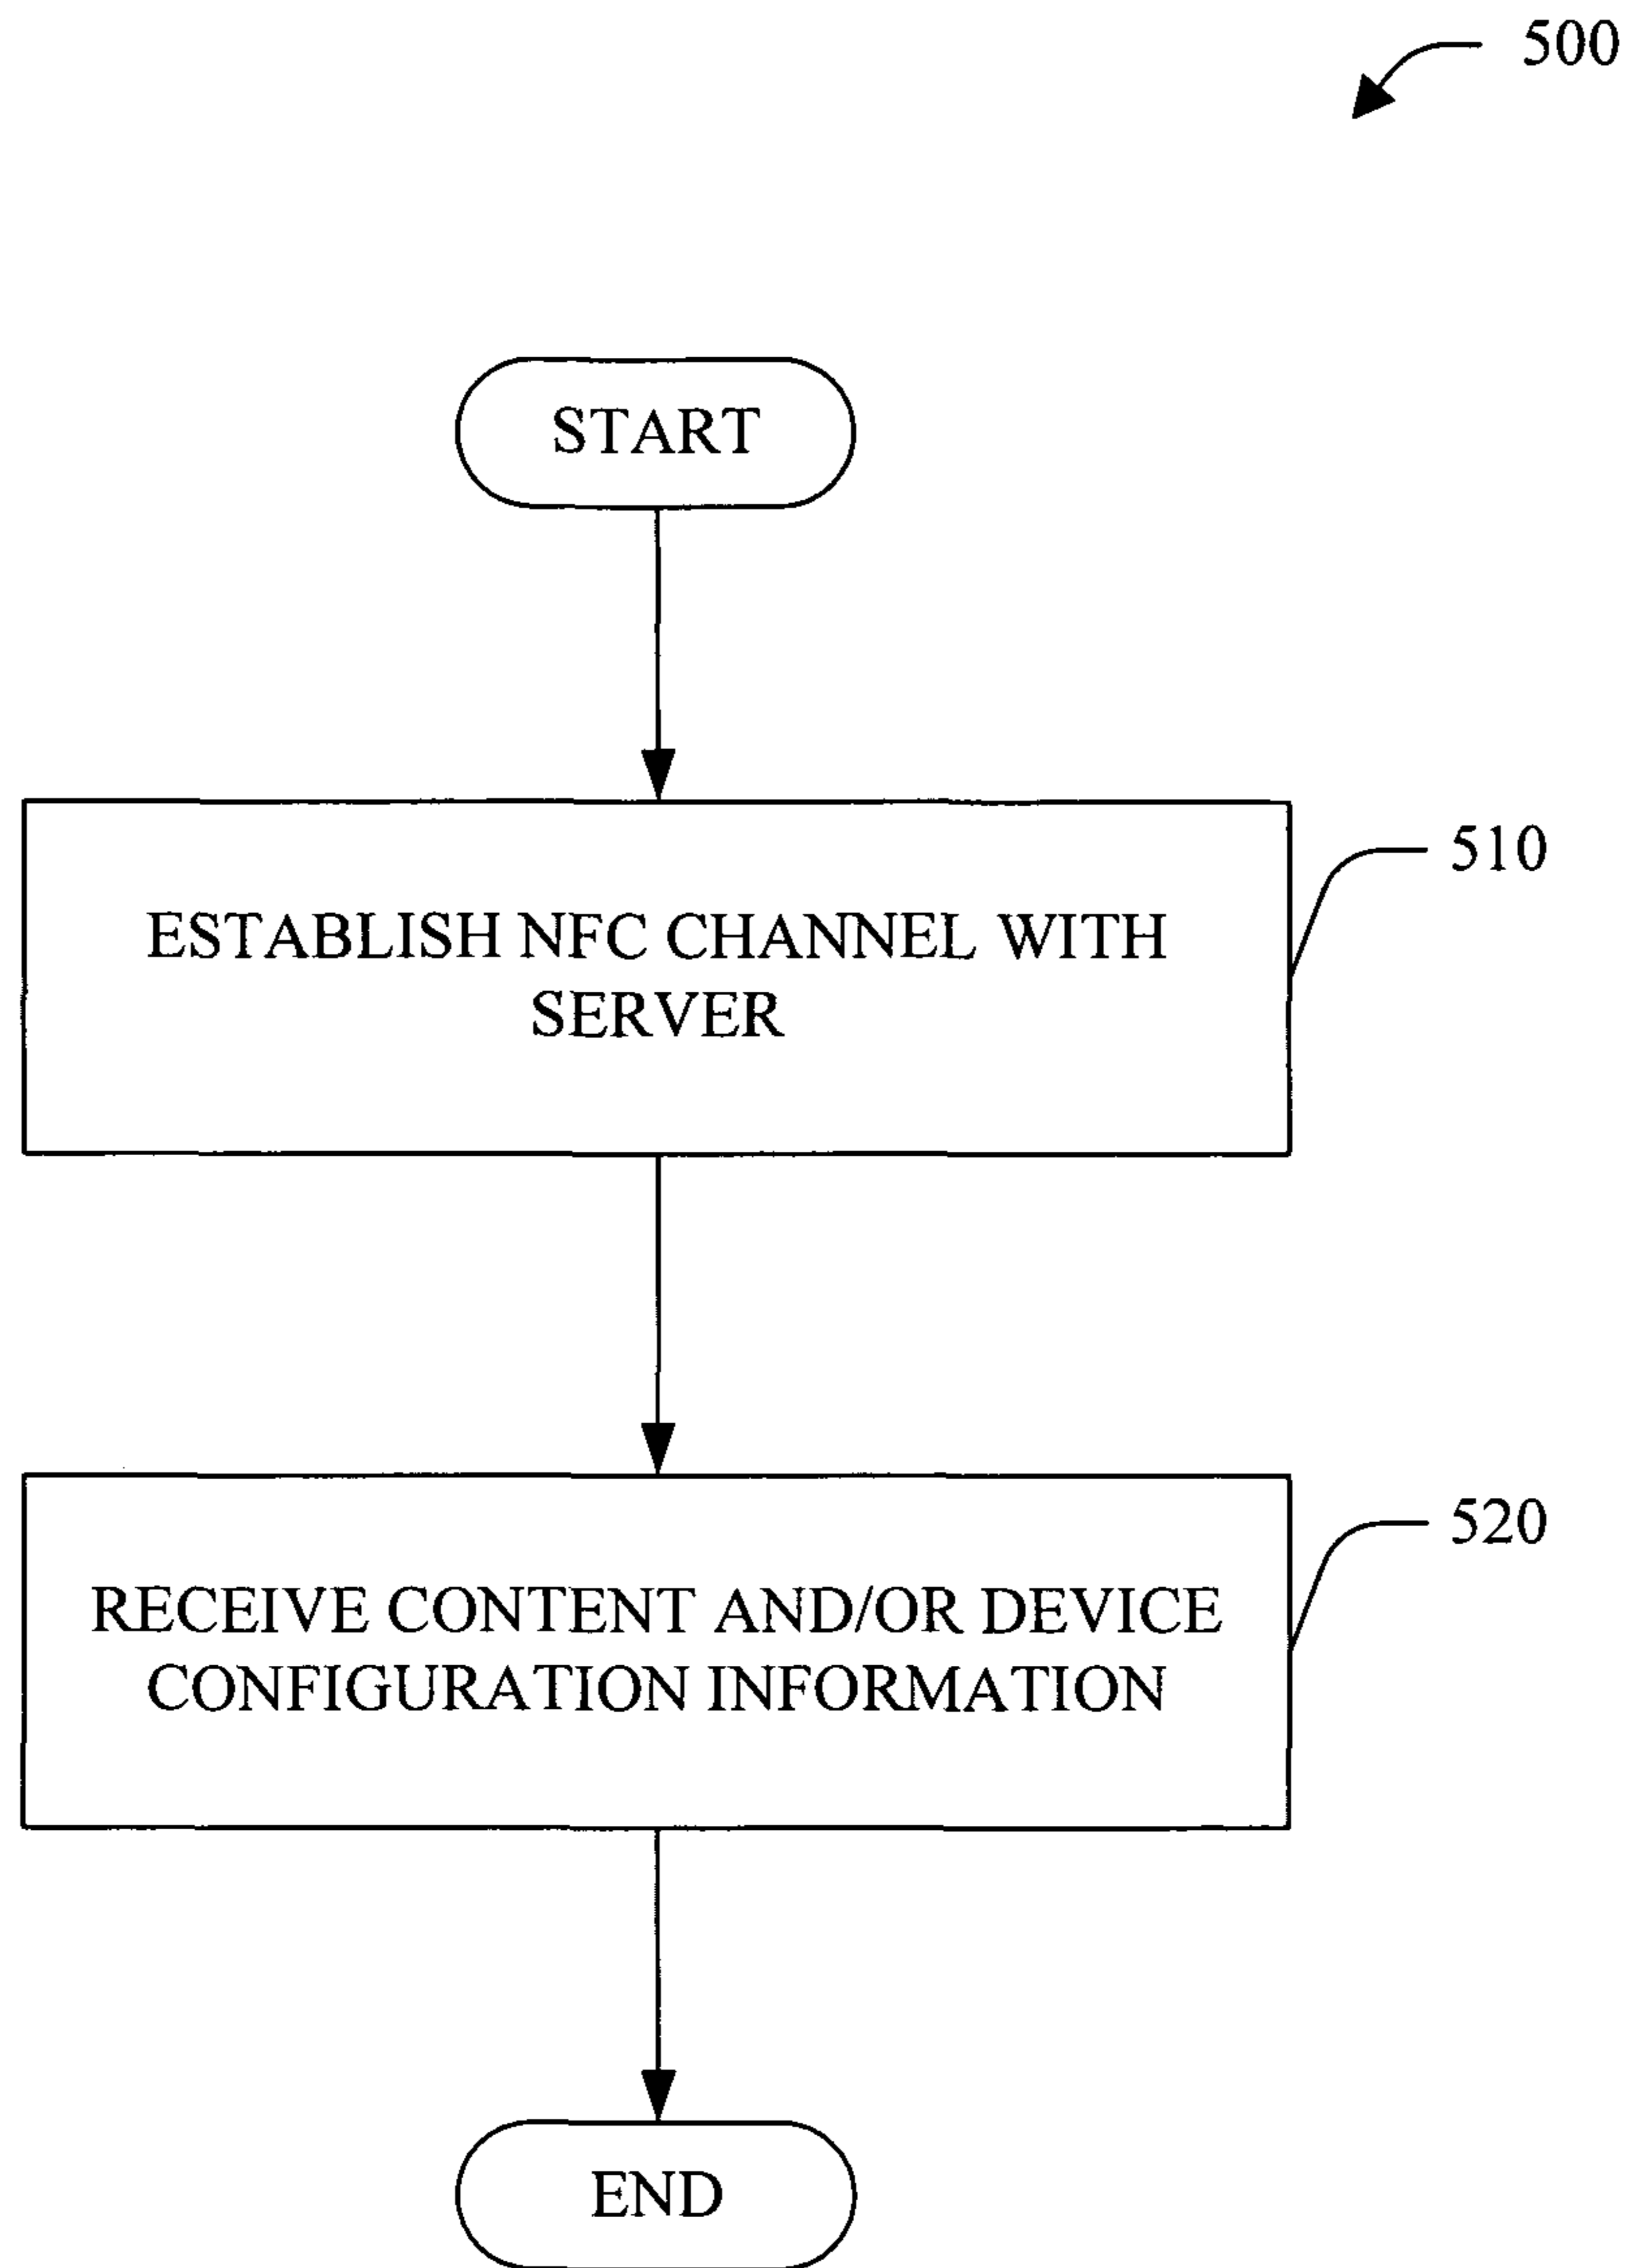 500
START
510
ESTABLISH NFC CHANNEL WITH
SERVER
520
RECEIVE CONTENT AND/OR DEVICE
CONFIGURATION INFORMATION
END